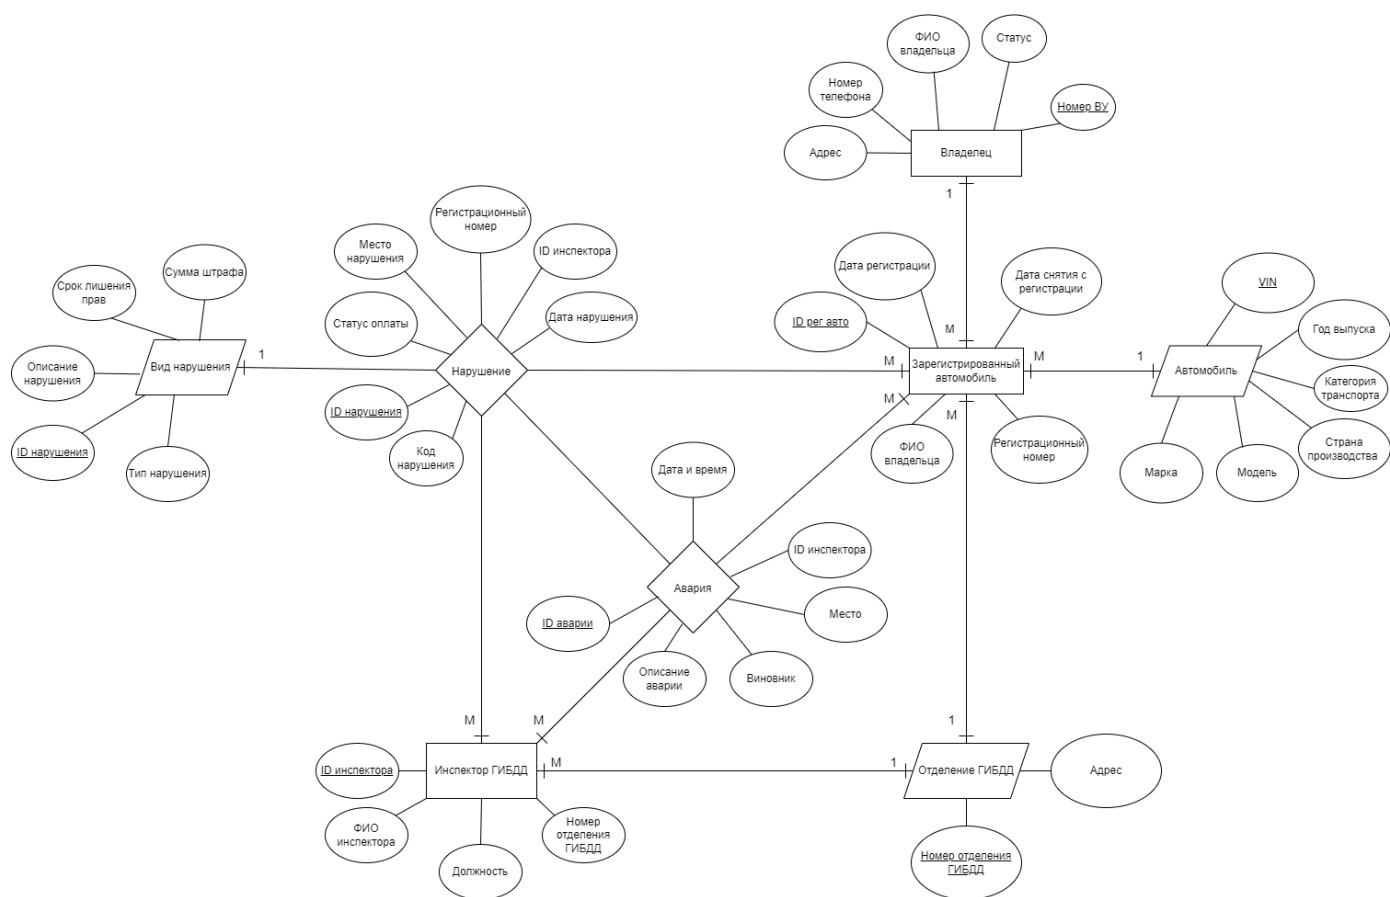 ФИО
владельца
Статус
Номер
телефона
Номер ВУ
Адрес
Владелец
1
Регистрационный
номер
Место
нарушения
ID инспектора
Дата регистрации
Дата снятия с
регистрации
Сумма штрафа
Срок лишения
прав
VIN
Статус оплаты
Дата нарушения
ID рег авто
М
Год выпуска
1
М
М
1
Описание
нарушения
Вид нарушения
Нарушение
Зарегистрированный
автомобиль
Автомобиль
Категория
транспорта
М
М
ID нарушения
Код
нарушения
ФИО
владельца
Регистрационный
номер
Страна
производства
ID нарушения
Тип нарушения
Дата и время
Марка
Модель
ID инспектора
Авария
Место
ID аварии
Описание
аварии
Виновник
М
М
1
ID инспектора
Инспектор ГИБДД
М
1
Отделение ГИБДД
Адрес
ФИО
инспектора
Номер
отделения
ГИБДД
Должность
Номер отделения
ГИБДД